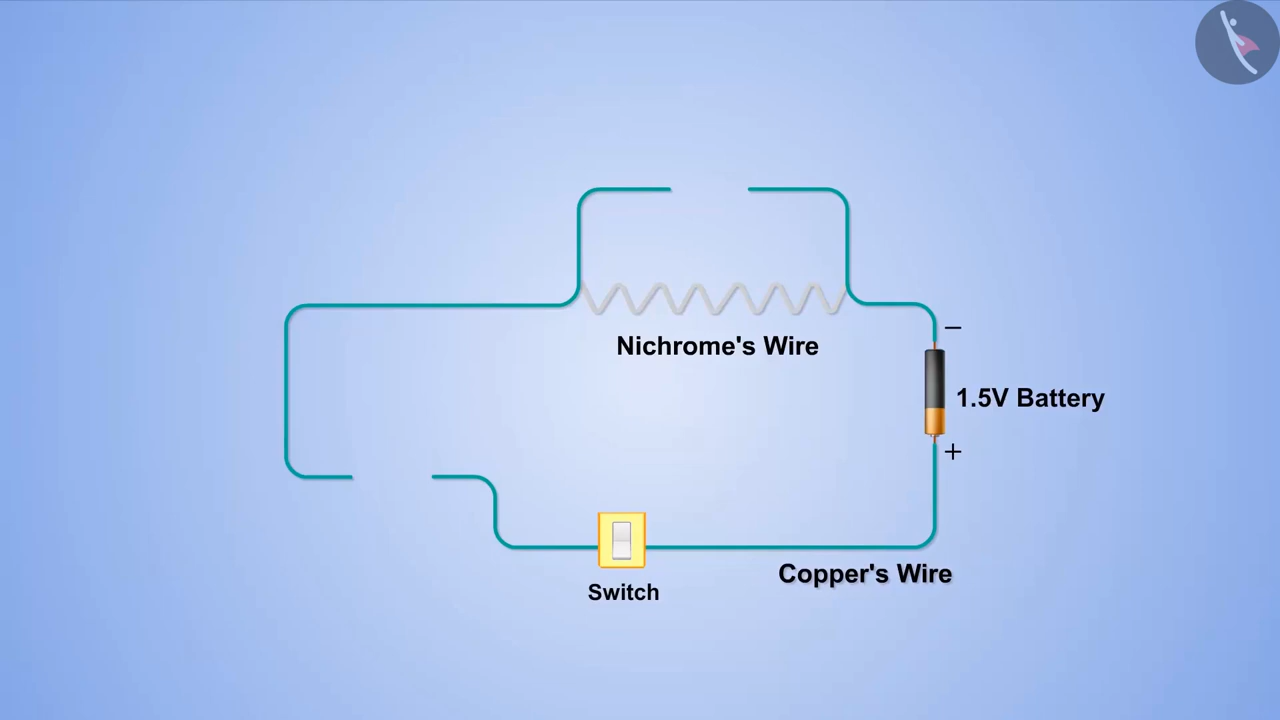 Nichrome's Wire
−
1.5V Battery
+
Copper's Wire
Switch